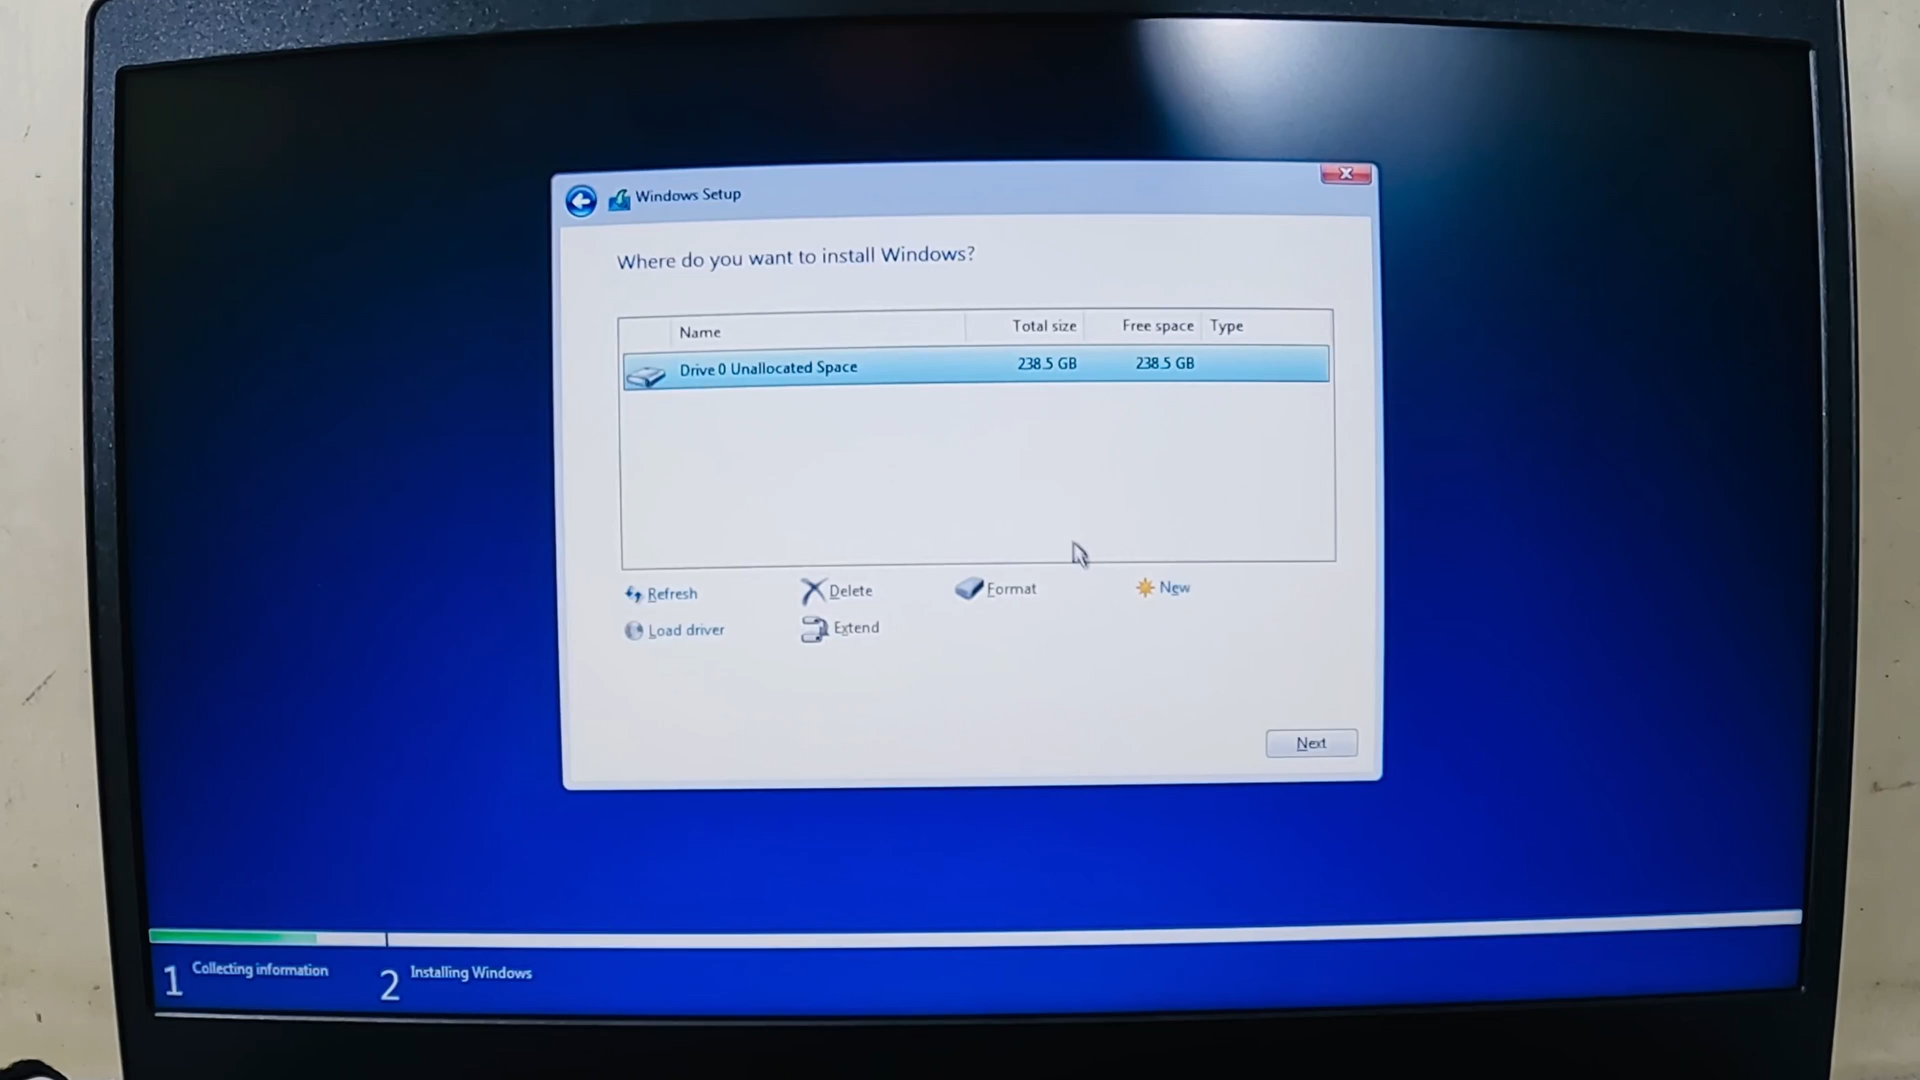 Windows Setup
Where do you want to install Windows?
Name Total size Free space Type
Drive 0 Unallocated Space 238.5 GB 238.5 GB
Refresh Delete Format New
Load driver Extend
Next
1 Collecting information 2 Installing Windows